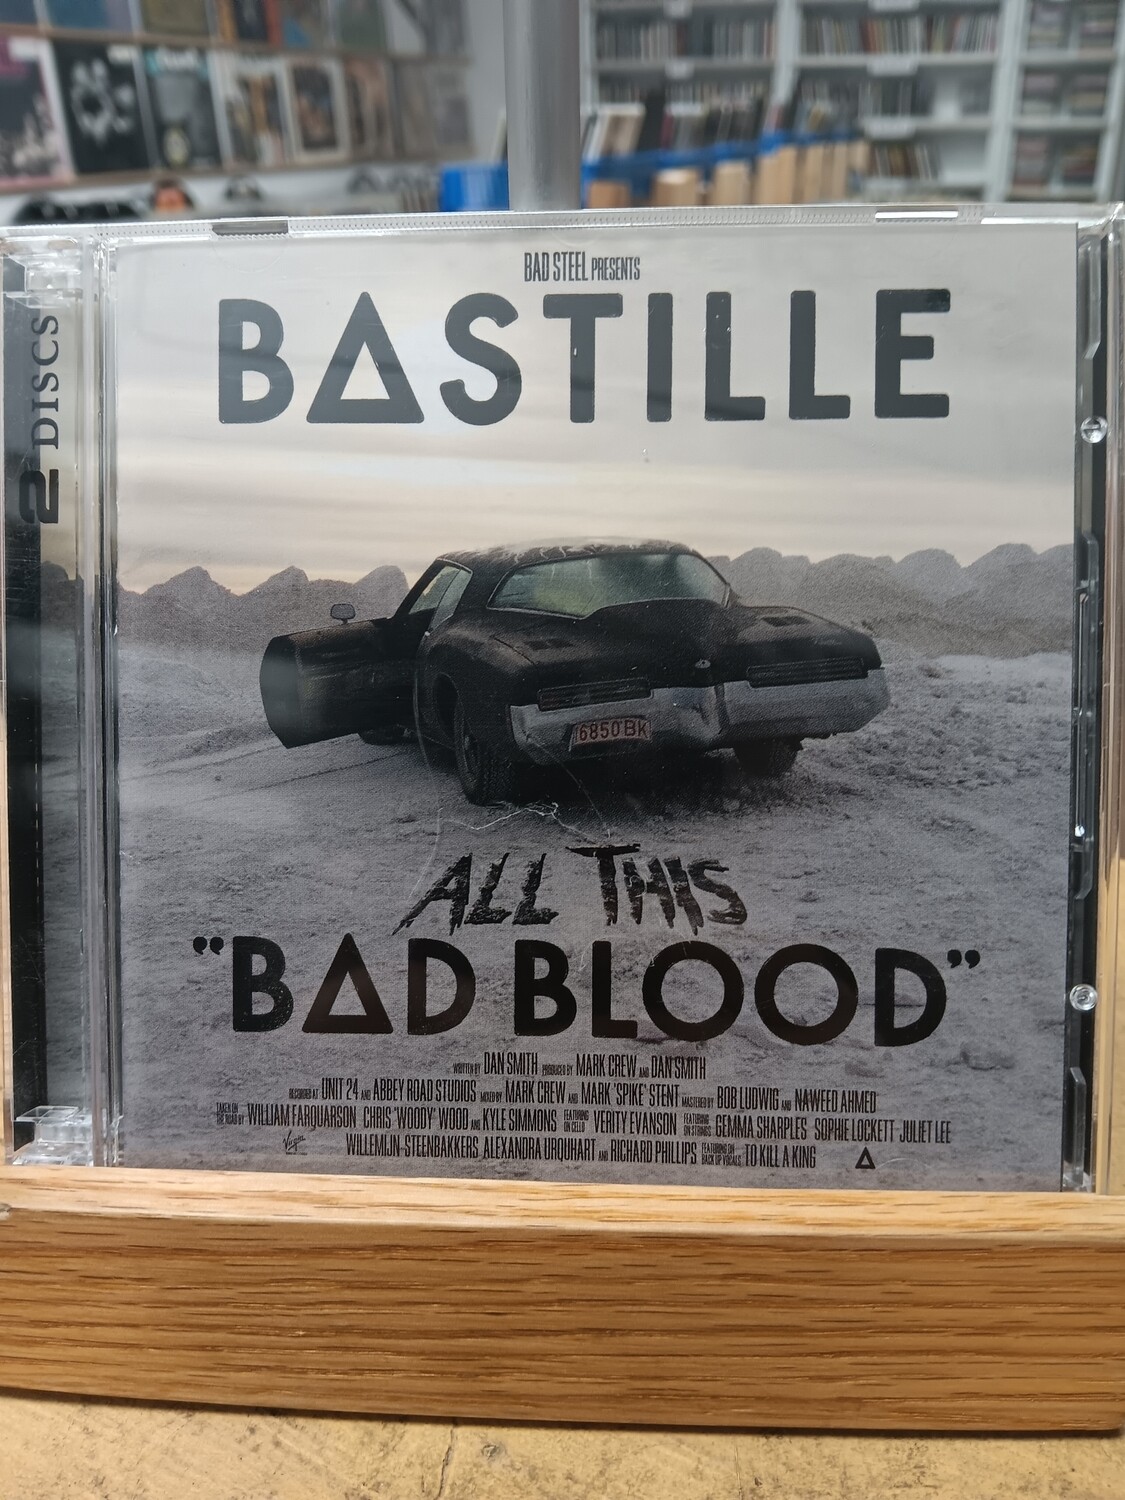 2 DISCS
BAD STEEL PRESENTS
BASTILLE
6850 BK
ALL THIS
"BAD BLOOD"
WRITTEN BY DAN SMITH PRODUCED BY MARK CREW AND DAN SMITH
RECORDED AT UNIT 24 AND ABBEY ROAD STUDIOS MIXED BY MARK CREW AND MARK 'SPIKE' STENT MASTERED BY BOB LUDWIG AND NAWEED AHMED
TAKEN ON THE ROAD BY WILLIAM FARQUARSON CHRIS 'WOODY' WOOD AND KYLE SIMMONS FEATURING ON CELLO VERITY EVANSON FEATURING ON STRINGS GEMMA SHARPLES SOPHIE LOCKETT JULIET LEE
Virgin WILLEMIJN STEENBAKKERS ALEXANDRA URQUHART AND RICHARD PHILLIPS FEATURING ON BACK UP VOCALS TO KILL A KING